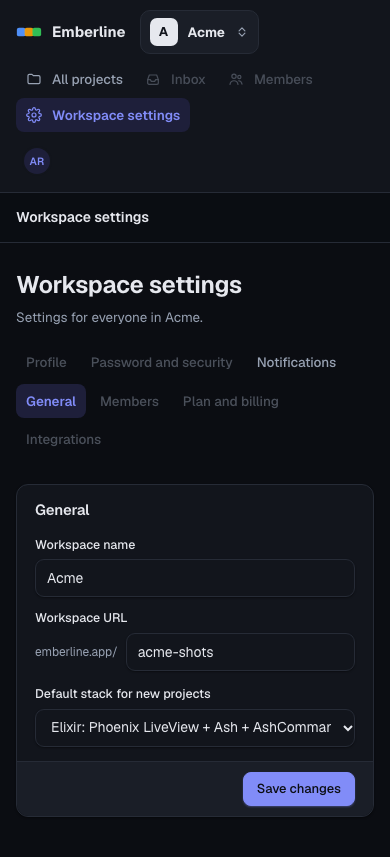 Emberline
A Acme
All projects Inbox Members
Workspace settings
AR
Workspace settings
Workspace settings
Settings for everyone in Acme.
Profile Password and security Notifications
General Members Plan and billing
Integrations
General
Workspace name
Acme
Workspace URL
emberline.app/ acme-shots
Default stack for new projects
Elixir: Phoenix LiveView + Ash + AshCommar
Save changes